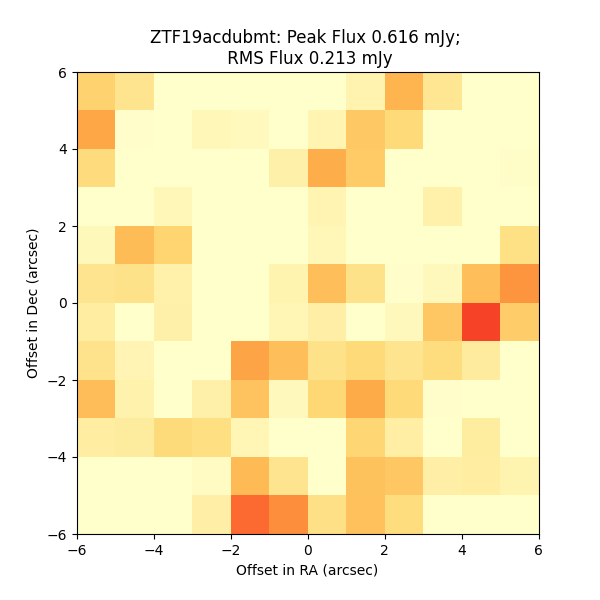 ZTF19acdubmt: Peak Flux 0.616 mJy;
RMS Flux 0.213 mJy
6
4
2
0
−2
−4
−6
Offset in Dec (arcsec)
−6 −4 −2 0 2 4 6
Offset in RA (arcsec)